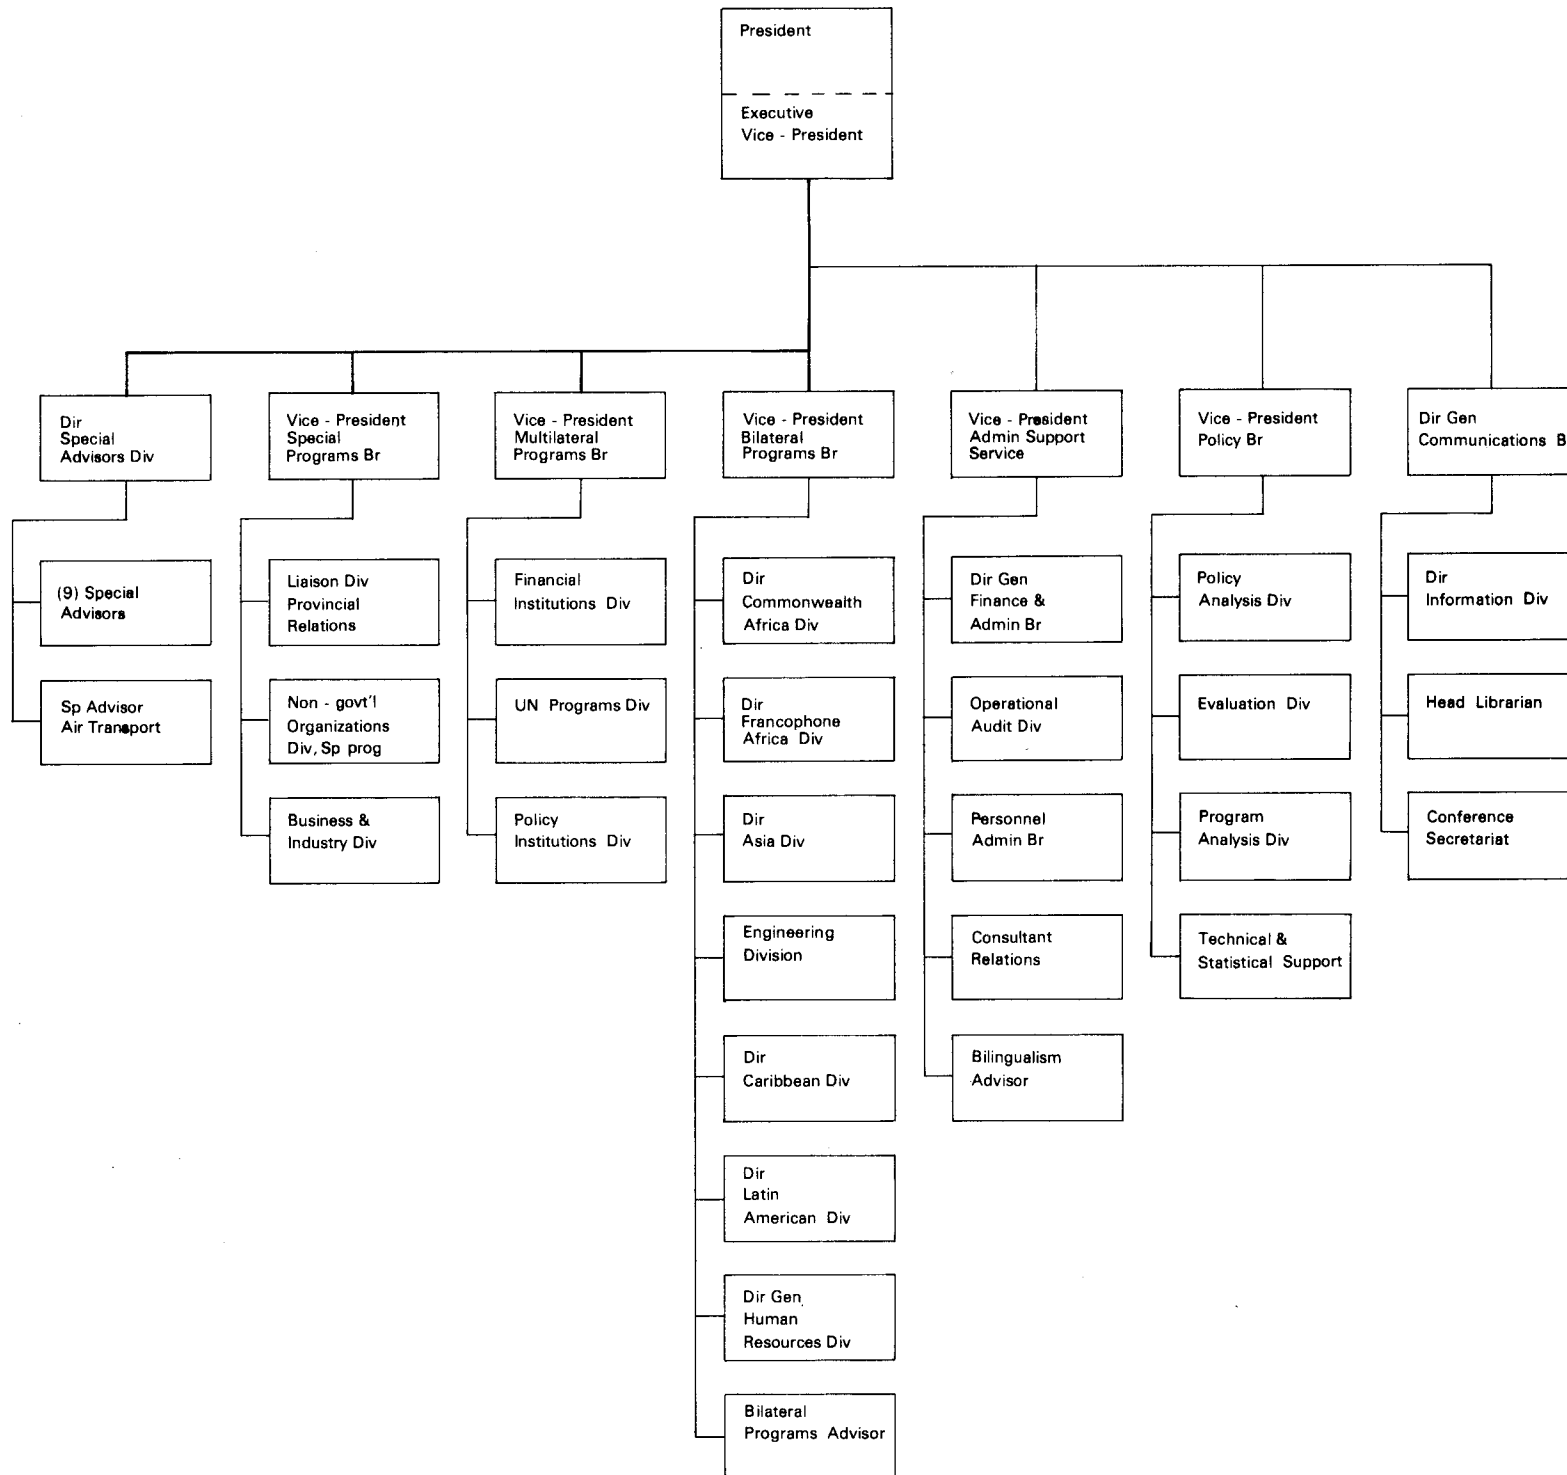 President
Executive
Vice - President
Dir
Special
Advisors Div
Vice - President
Special
Programs Br
Vice - President
Multilateral
Programs Br
Vice - President
Bilateral
Programs Br
Vice - President
Admin Support
Service
Vice - President
Policy Br
Dir Gen
Communications B
(9) Special
Advisors
Sp Advisor
Air Transport
Liaison Div
Provincial
Relations
Non - govt'l
Organizations
Div, Sp prog
Business &
Industry Div
Financial
Institutions Div
UN Programs Div
Policy
Institutions Div
Dir
Commonwealth
Africa Div
Dir
Francophone
Africa Div
Dir
Asia Div
Engineering
Division
Dir
Caribbean Div
Dir
Latin
American Div
Dir Gen
Human
Resources Div
Bilateral
Programs Advisor
Dir Gen
Finance &
Admin Br
Operational
Audit Div
Personnel
Admin Br
Consultant
Relations
Bilingualism
Advisor
Policy
Analysis Div
Evaluation Div
Program
Analysis Div
Technical &
Statistical Support
Dir
Information Div
Head Librarian
Conference
Secretariat